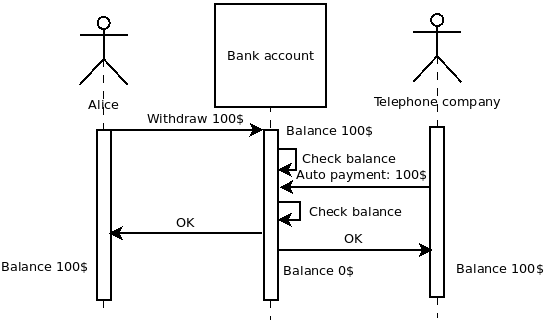 Bank account
Alice
Telephone company
Withdraw 100$
Balance 100$
Check balance
Auto payment: 100$
Check balance
OK
OK
Balance 100$
Balance 0$
Balance 100$